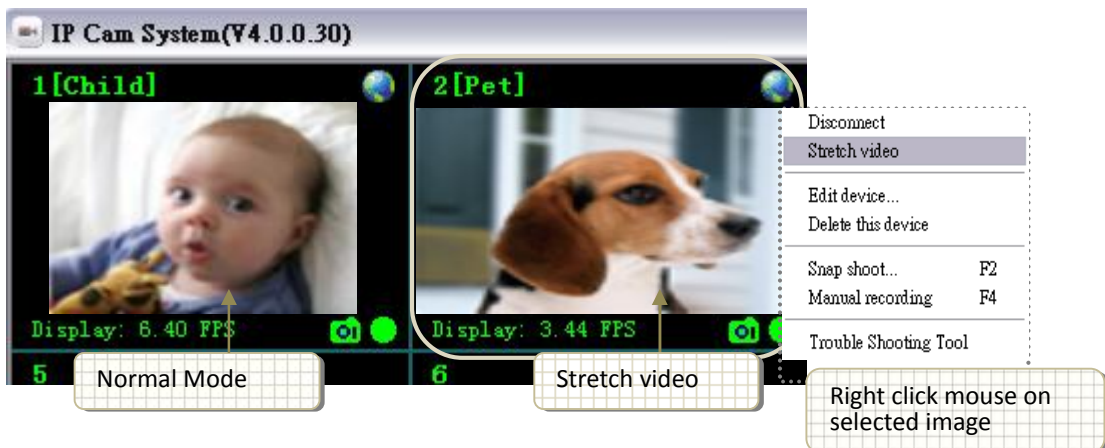 IP Cam System(V4.0.0.30)
1[Child]
2[Pet]
Display: 6.40 FPS
Display: 3.44 FPS
5
6
Normal Mode
Stretch video
Disconnect
Stretch video
Edit device...
Delete this device
Snap shoot... F2
Manual recording F4
Trouble Shooting Tool
Right click mouse on
selected image